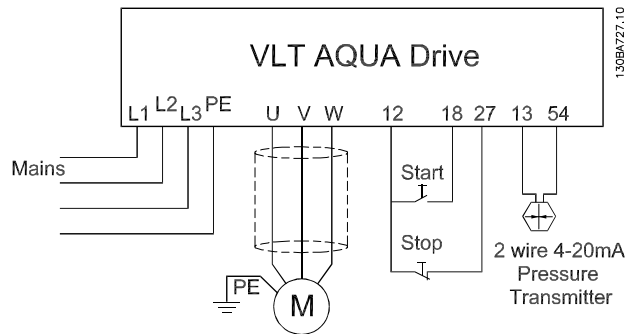 130BA727.10
VLT AQUA Drive
L1 L2 L3 PE U V W 12 18 27 13 54
Mains
Start
Stop
PE
M
2 wire 4-20mA
Pressure
Transmitter